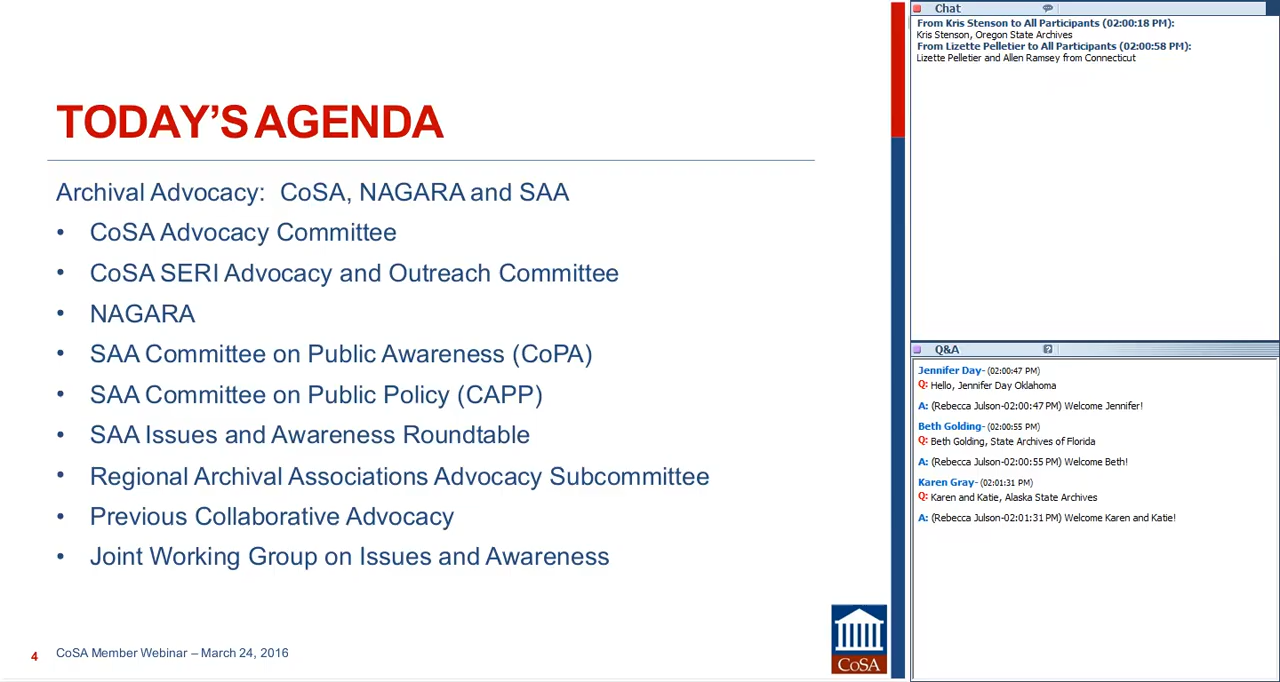 TODAY'S AGENDA
Archival Advocacy:  CoSA, NAGARA and SAA
• CoSA Advocacy Committee
• CoSA SERI Advocacy and Outreach Committee
• NAGARA
• SAA Committee on Public Awareness (CoPA)
• SAA Committee on Public Policy (CAPP)
• SAA Issues and Awareness Roundtable
• Regional Archival Associations Advocacy Subcommittee
• Previous Collaborative Advocacy
• Joint Working Group on Issues and Awareness
4 CoSA Member Webinar – March 24, 2016
CoSA
Chat
From Kris Stenson to All Participants (02:00:18 PM):
Kris Stenson, Oregon State Archives
From Lizette Pelletier to All Participants (02:00:58 PM):
Lizette Pelletier and Allen Ramsey from Connecticut
Q&A
Jennifer Day- (02:00:47 PM)
Q: Hello, Jennifer Day Oklahoma
A: (Rebecca Julson-02:00:47 PM) Welcome Jennifer!
Beth Golding- (02:00:55 PM)
Q: Beth Golding, State Archives of Florida
A: (Rebecca Julson-02:00:55 PM) Welcome Beth!
Karen Gray- (02:01:31 PM)
Q: Karen and Katie, Alaska State Archives
A: (Rebecca Julson-02:01:31 PM) Welcome Karen and Katie!